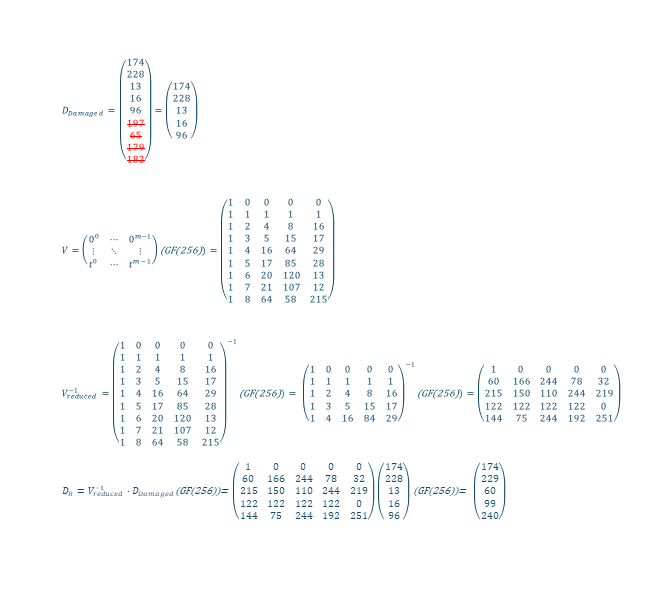 D_Damaged = (174 228 13 16 96 197 65 179 182) = (174 228 13 16 96)
V = (0^0 ⋯ 0^{m−1} ⋮ ⋱ ⋮ t^0 ⋯ t^{m−1}) (GF(256)) = (
1 0 0 0 0
1 1 1 1 1
1 2 4 8 16
1 3 5 15 17
1 4 16 64 29
1 5 17 85 28
1 6 20 120 13
1 7 21 107 12
1 8 64 58 215)
V_reduced^{−1} = (
1 0 0 0 0
1 1 1 1 1
1 2 4 8 16
1 3 5 15 17
1 4 16 64 29
1 5 17 85 28
1 6 20 120 13
1 7 21 107 12
1 8 64 58 215)^{−1} (GF(256)) = (
1 0 0 0 0
1 1 1 1 1
1 2 4 8 16
1 3 5 15 17
1 4 16 84 29)^{−1} (GF(256)) = (
1 0 0 0 0
60 166 244 78 32
215 150 110 244 219
122 122 122 122 0
144 75 244 192 251)
D_R = V_reduced^{−1} · D_Damaged (GF(256))= (
1 0 0 0 0
60 166 244 78 32
215 150 110 244 219
122 122 122 122 0
144 75 244 192 251) (174 228 13 16 96) (GF(256))= (174 229 60 99 240)